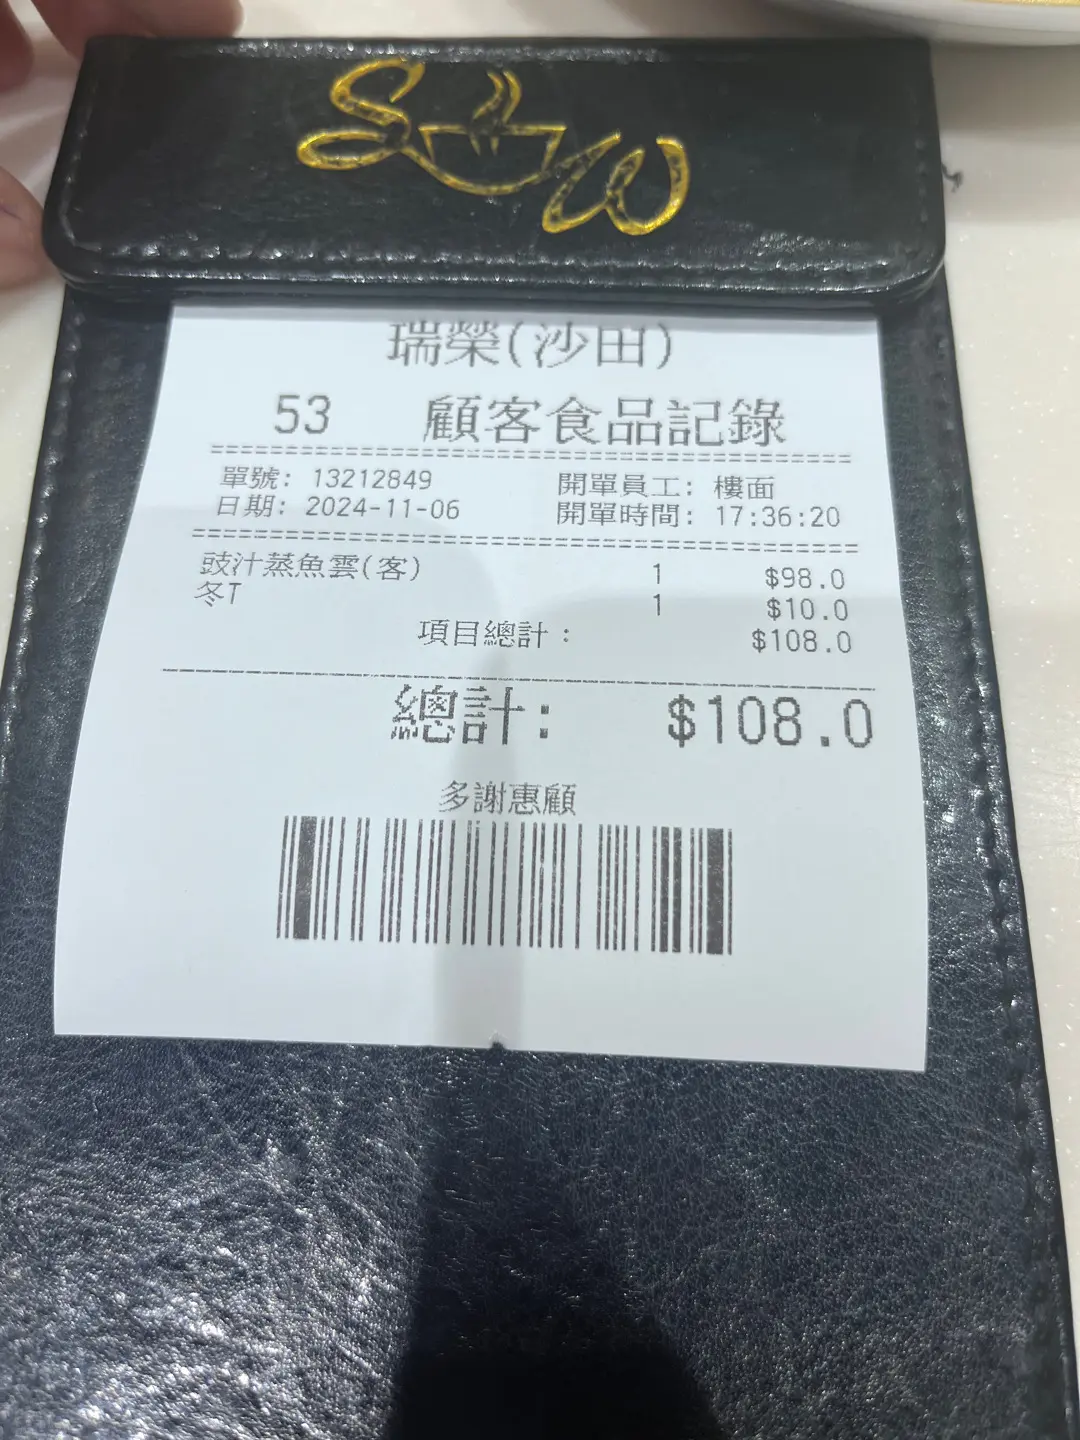 S W
瑞榮(沙田)
53 顧客食品記錄
單號: 13212849 開單員工: 樓面
日期: 2024-11-06 開單時間: 17:36:20
豉汁蒸魚雲(客) 1 $98.0
冬T 1 $10.0
項目總計: $108.0
總計: $108.0
多謝惠顧